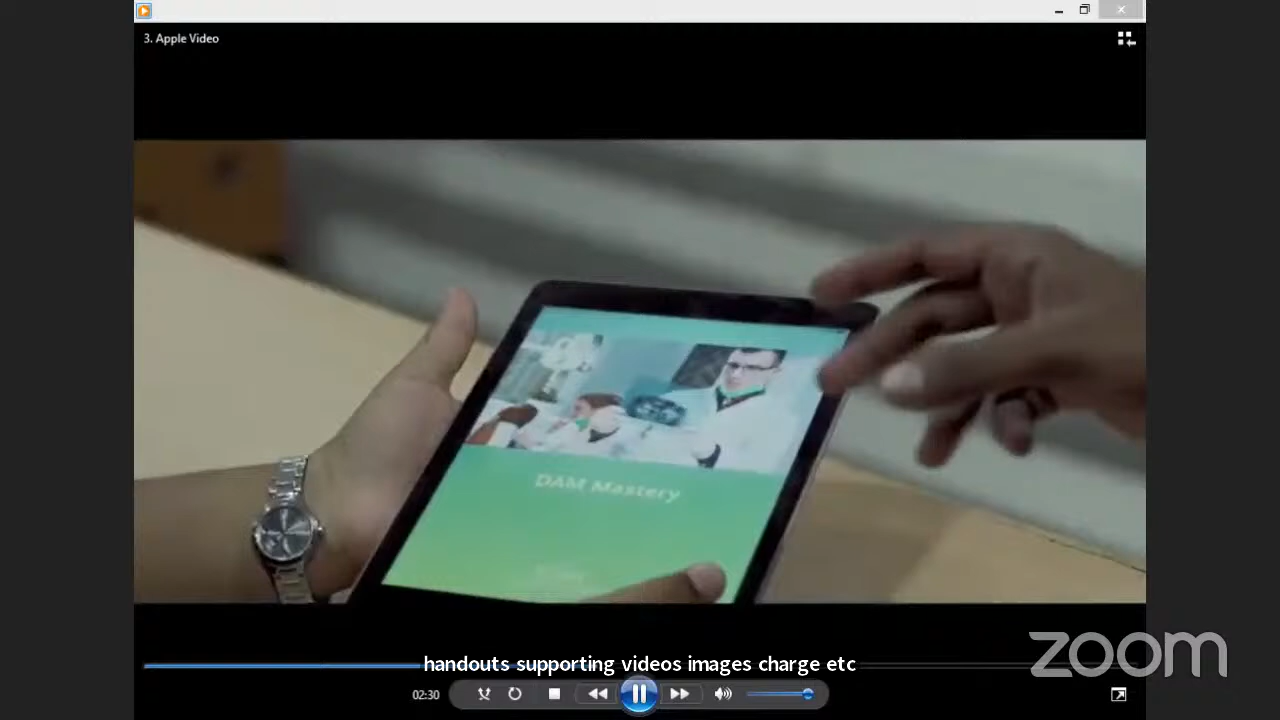 3. Apple Video
DAM Mastery
handouts supporting videos images charge etc
zoom
02:30